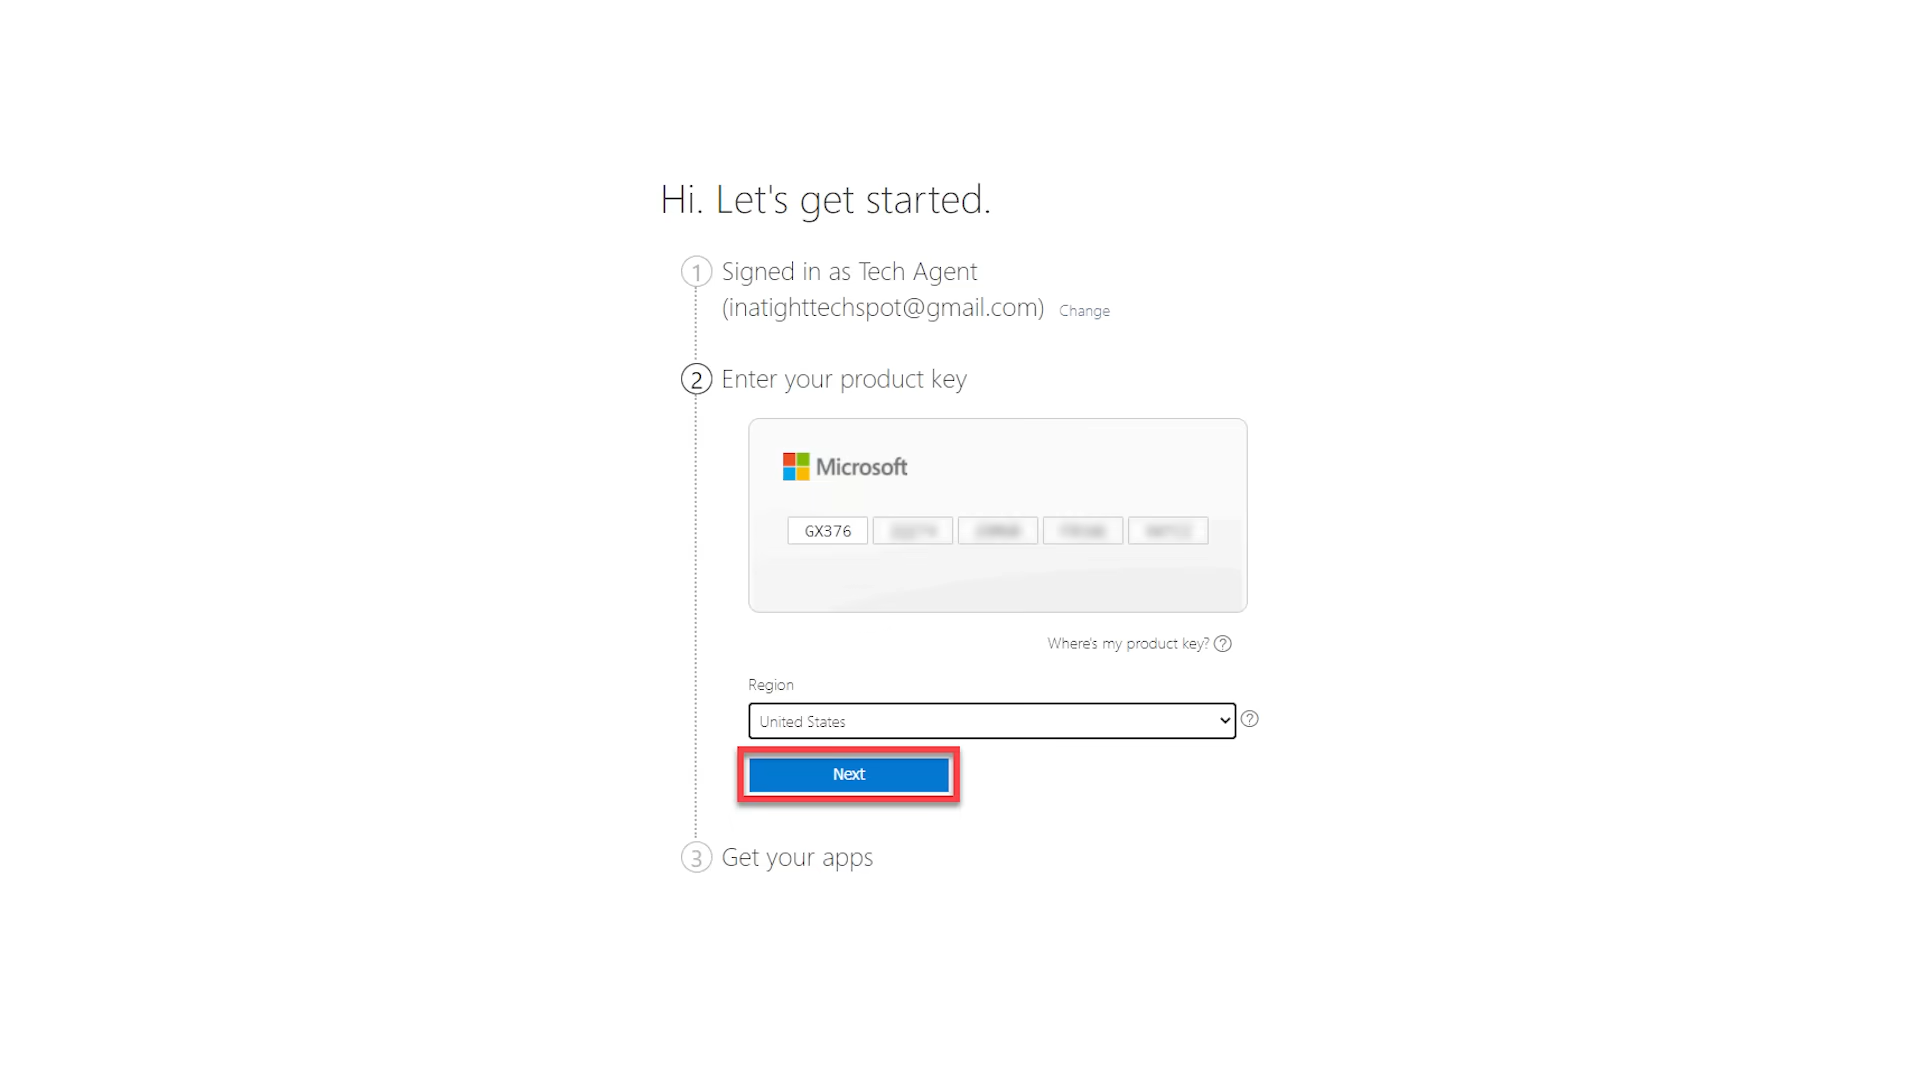 Hi. Let's get started.
1 Signed in as Tech Agent
(inatighttechspot@gmail.com) Change
2 Enter your product key
Microsoft
GX376
Where's my product key? ?
Region
United States ?
Next
3 Get your apps